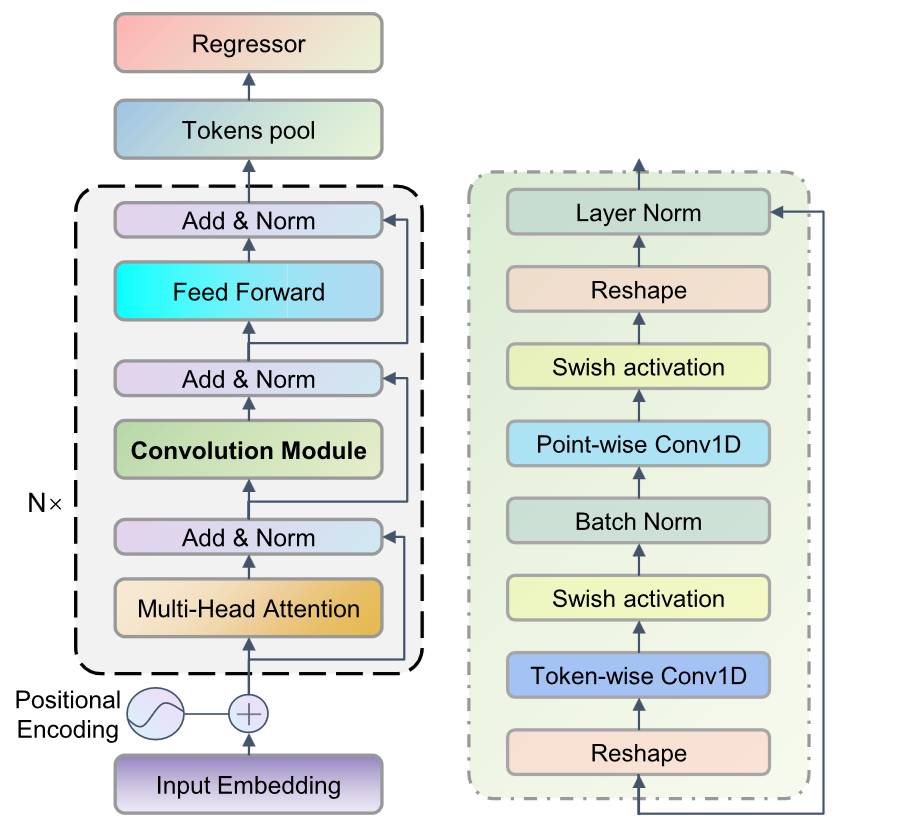 Regressor
Tokens pool
Add & Norm
Feed Forward
Add & Norm
Convolution Module
N×
Add & Norm
Multi-Head Attention
Positional
Encoding
Input Embedding
Layer Norm
Reshape
Swish activation
Point-wise Conv1D
Batch Norm
Swish activation
Token-wise Conv1D
Reshape